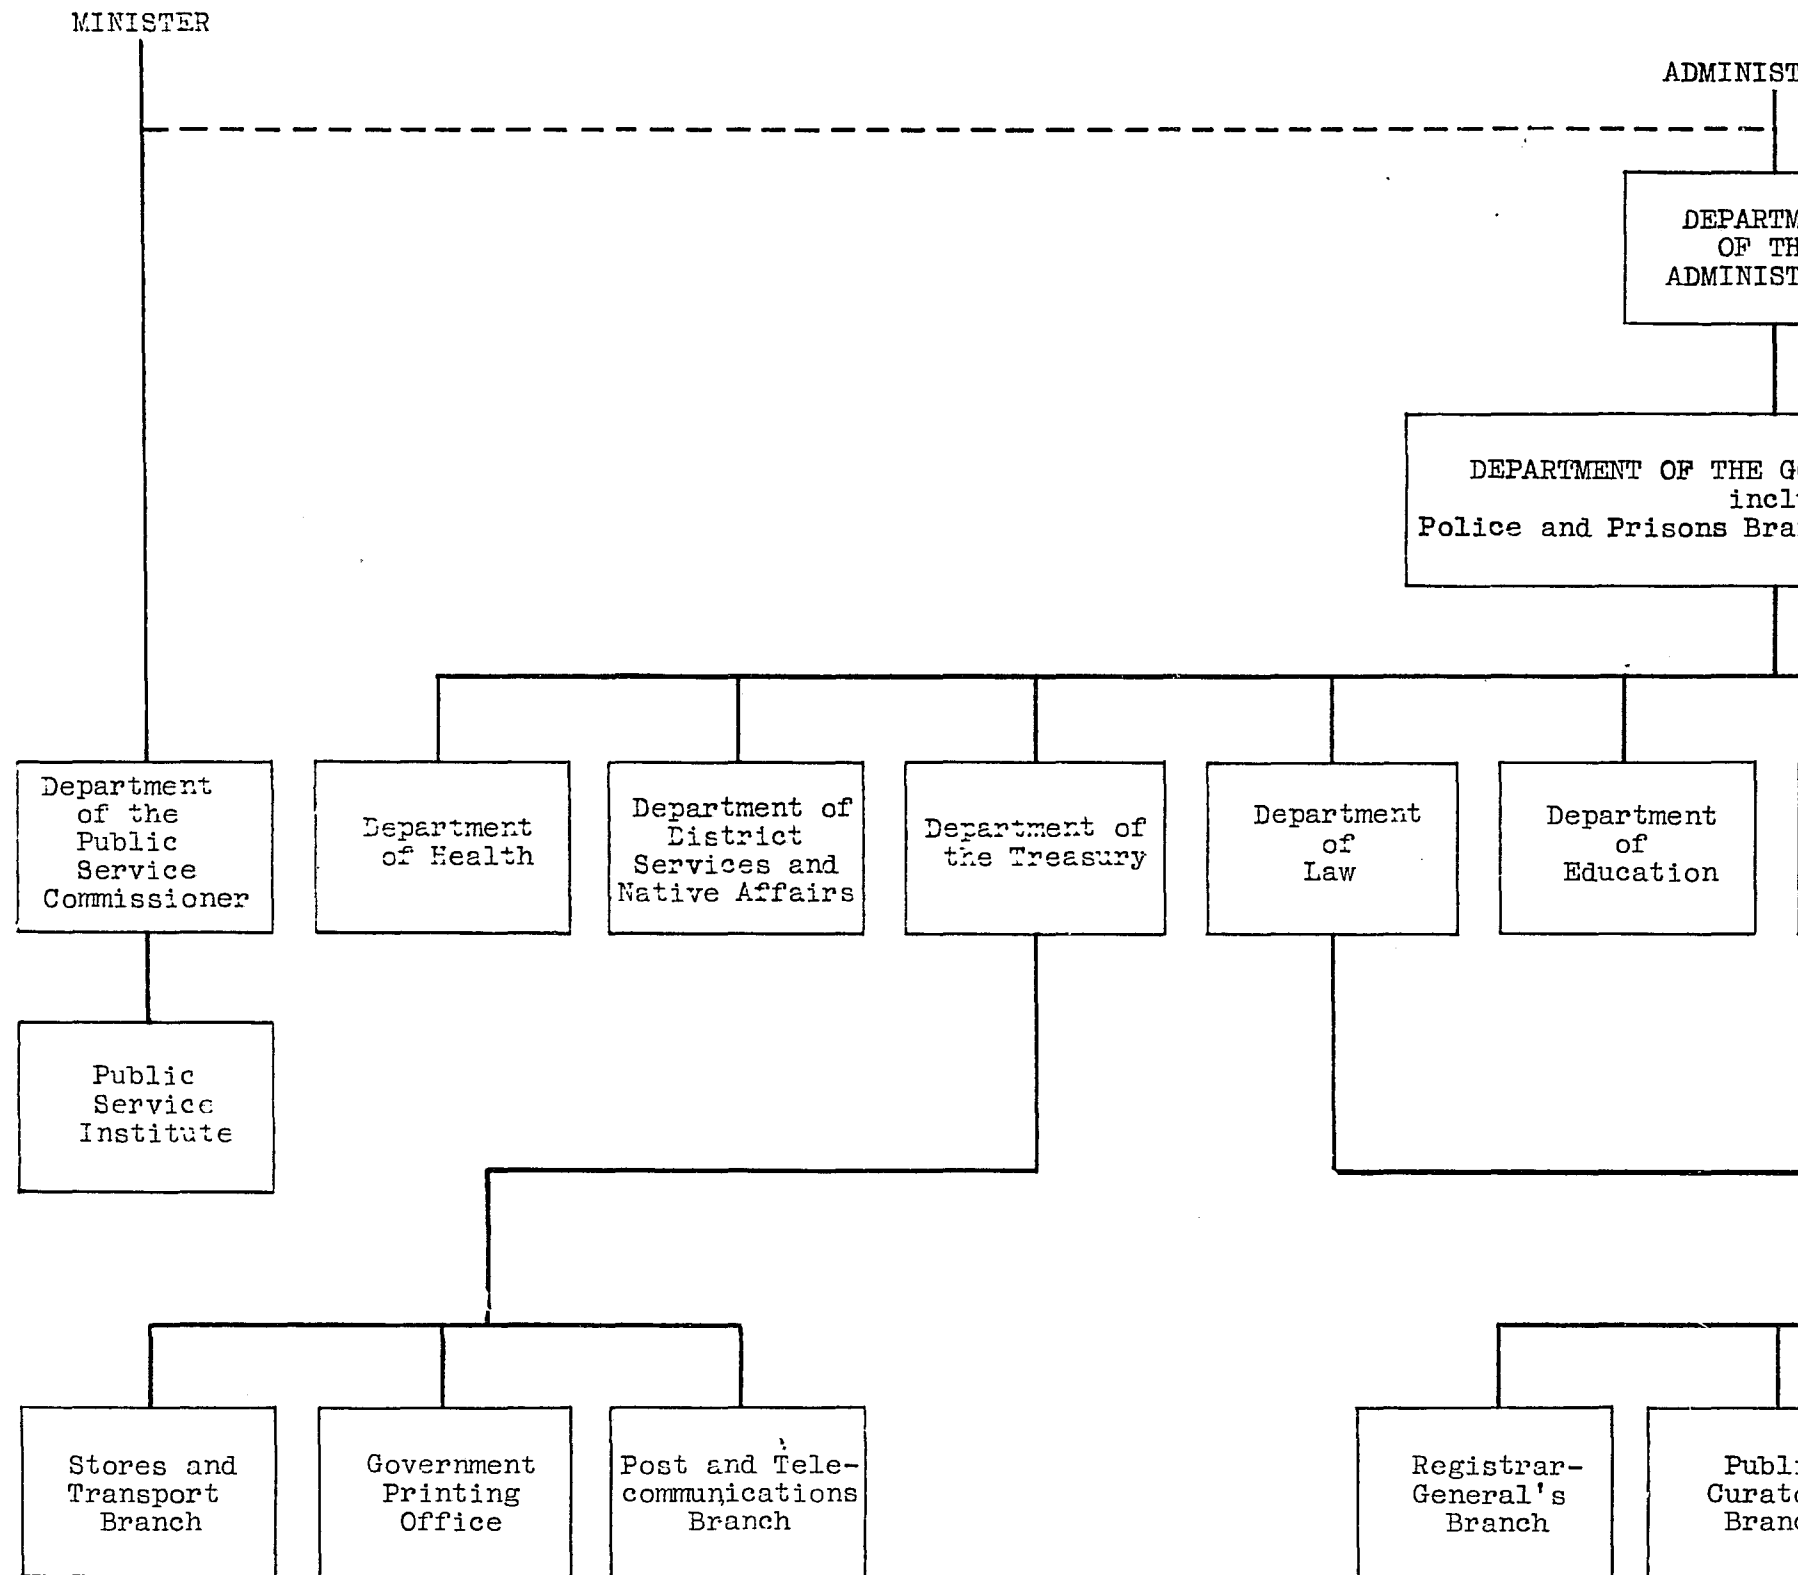 MINISTER
ADMINIST
DEPARTM
OF TH
ADMINIST
DEPARTMENT OF THE G
incl
Police and Prisons Bra
Department
of the
Public
Service
Commissioner
Department
of Health
Department of
District
Services and
Native Affairs
Department of
the Treasury
Department
of
Law
Department
of
Education
Public
Service
Institute
Stores and
Transport
Branch
Government
Printing
Office
Post and Tele-
communications
Branch
Registrar-
General's
Branch
Publi
Curato
Branc